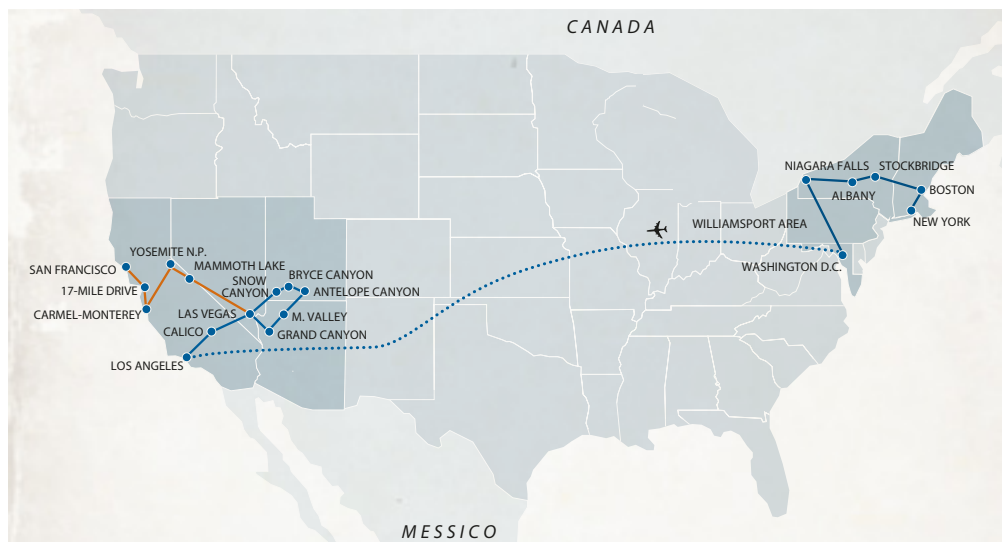 CANADA
NIAGARA FALLS
STOCKBRIDGE
ALBANY
BOSTON
NEW YORK
WILLIAMSPORT AREA
WASHINGTON D.C.
YOSEMITE N.P.
SAN FRANCISCO
MAMMOTH LAKE
17-MILE DRIVE
SNOW
CANYON
BRYCE CANYON
ANTELOPE CANYON
CARMEL-MONTEREY
LAS VEGAS
M. VALLEY
CALICO
GRAND CANYON
LOS ANGELES
MESSICO